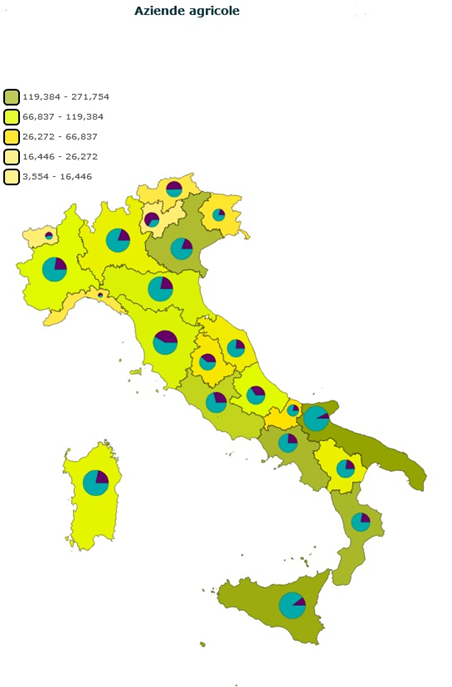 Aziende agricole
119,384 - 271,754
66,837 - 119,384
26,272 - 66,837
16,446 - 26,272
3,554 - 16,446